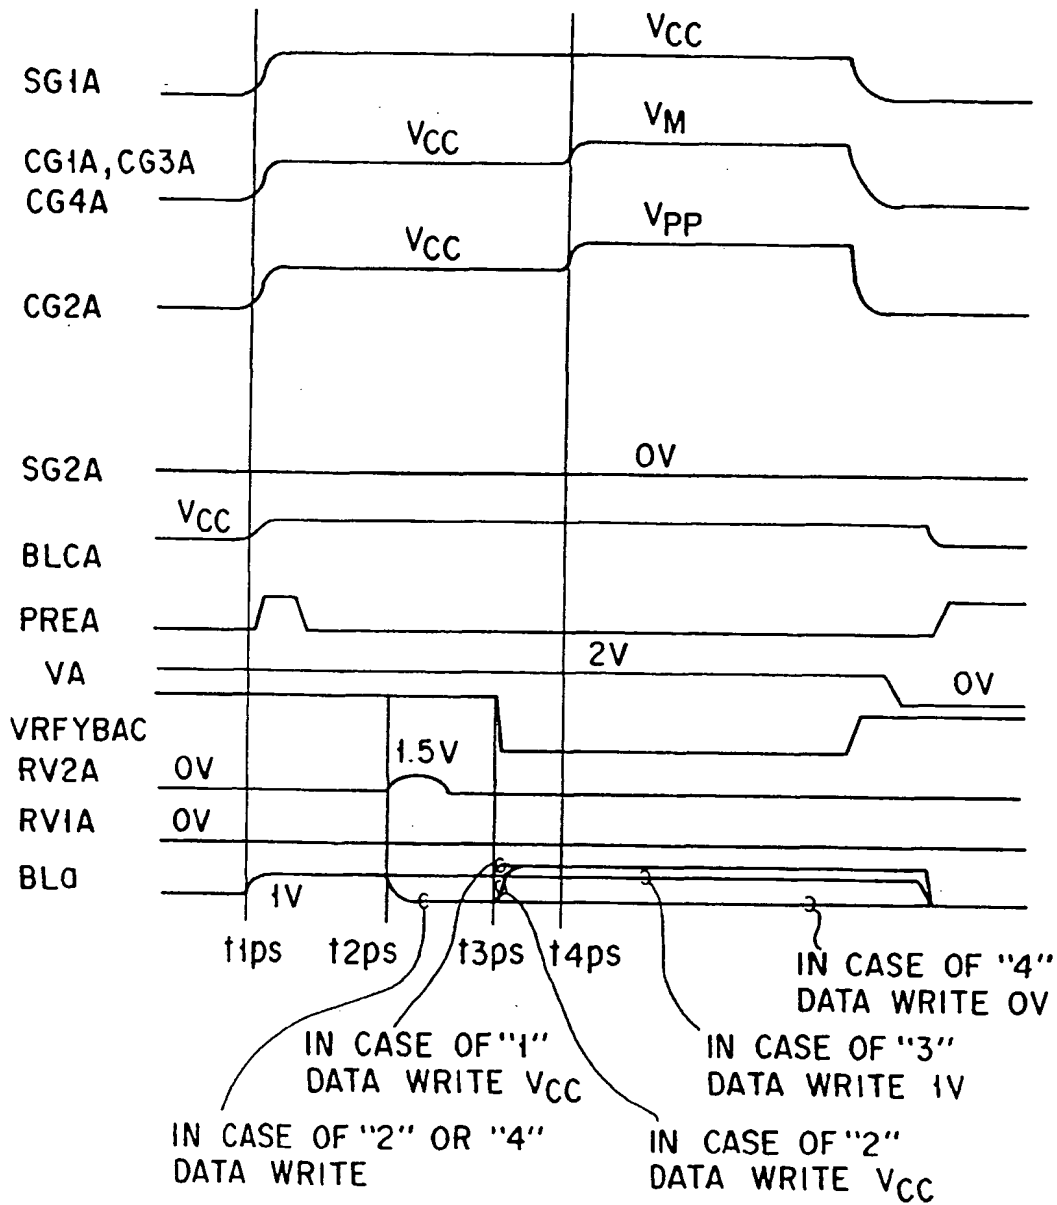 VCC
SG1A
VCC
VM
CG1A, CG3A
CG4A
VCC
VPP
CG2A
SG2A
0V
VCC
BLCA
PREA
2V
VA
0V
VRFYBAC
1.5V
RV2A
0V
RV1A
0V
BLa
1V
t1ps
t2ps
t3ps
t4ps
IN CASE OF "4"
DATA WRITE 0V
IN CASE OF "1"
DATA WRITE VCC
IN CASE OF "3"
DATA WRITE 1V
IN CASE OF "2" OR "4"
DATA WRITE
IN CASE OF "2"
DATA WRITE VCC